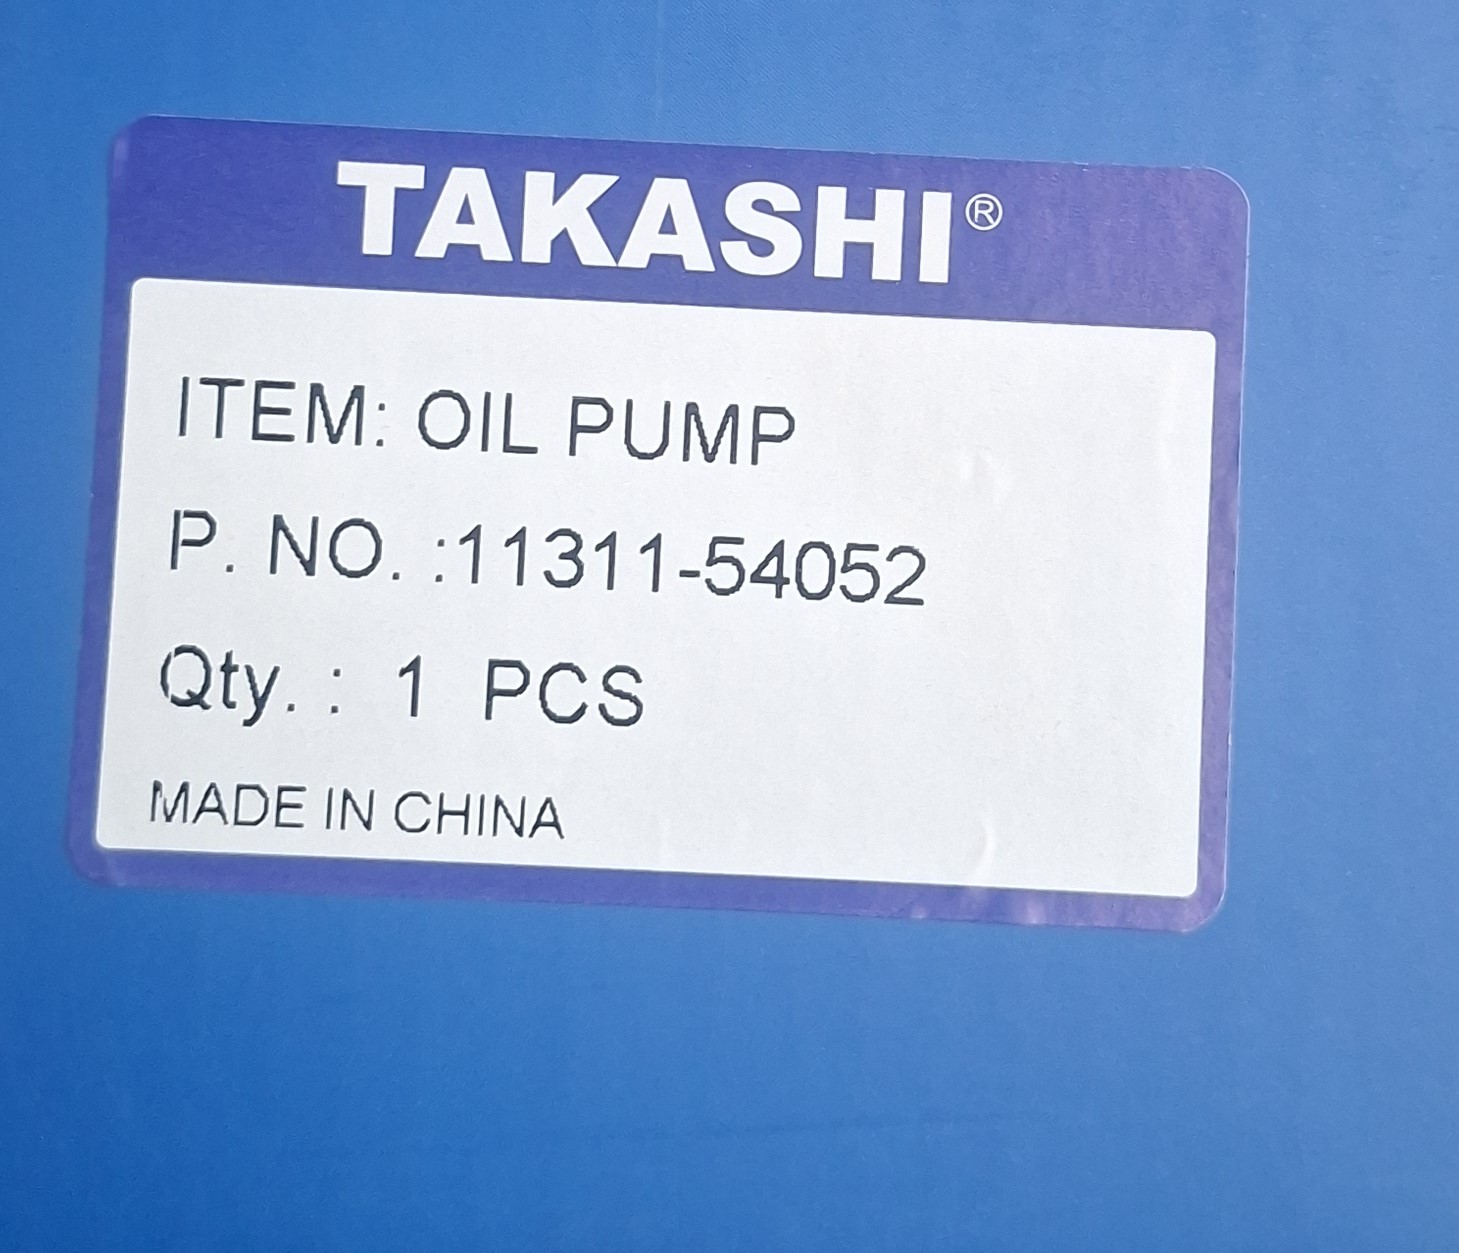 TAKASHI®
ITEM: OIL PUMP
P. NO. :11311-54052
Qty. : 1 PCS
MADE IN CHINA